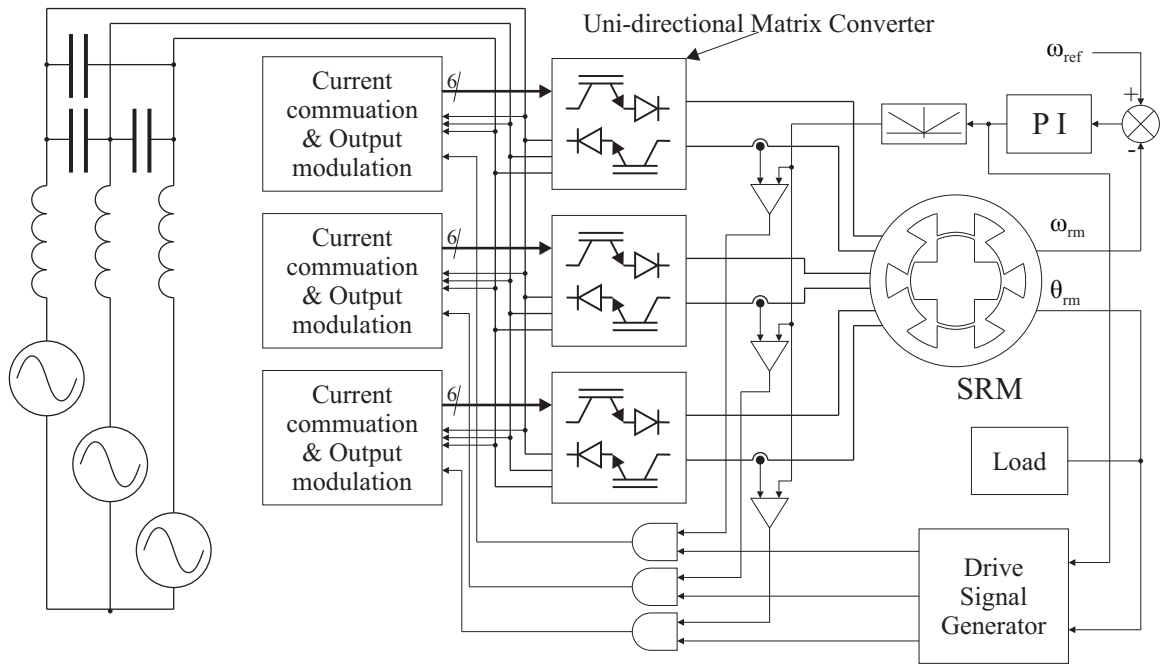 Uni-directional Matrix Converter
ω_ref
Current
commuation
& Output
modulation
6
+
P I
-
Current
commuation
& Output
modulation
6
ω_rm
θ_rm
SRM
Current
commuation
& Output
modulation
6
Load
Drive
Signal
Generator